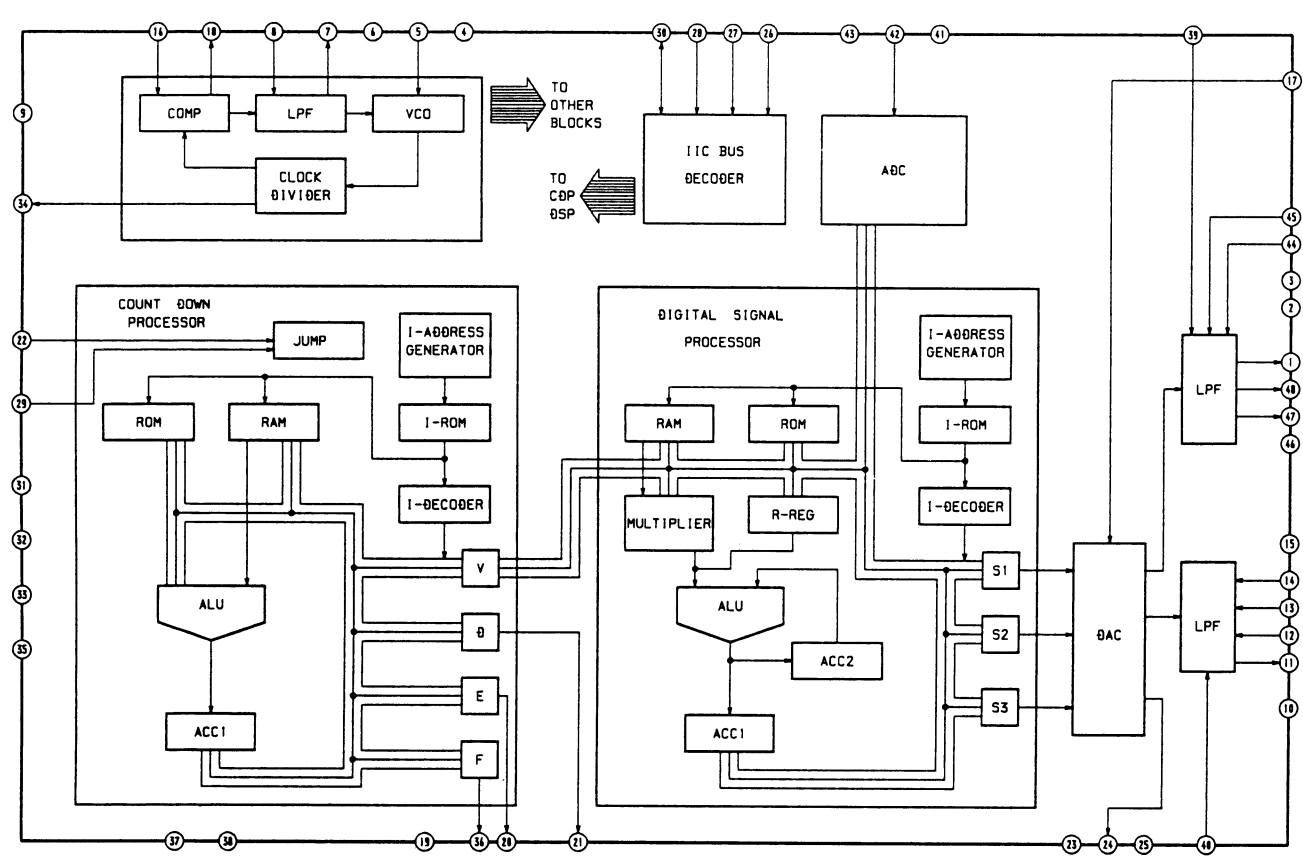 16 18 8 7 6 5 4 30 28 27 26 43 42 41 39
17
COMP LPF VCO
TO
OTHER
BLOCKS
9
CLOCK
DIVIDER
34
IIC BUS
DECODER
TO
CDP
DSP
ADC
45
44
3
2
COUNT DOWN
PROCESSOR
22
JUMP
I-ADDRESS
GENERATOR
29
ROM
RAM
I-ROM
I-DECODER
31
32
33
35
ALU
ACC1
V
D
E
F
DIGITAL SIGNAL
PROCESSOR
I-ADDRESS
GENERATOR
RAM
ROM
I-ROM
MULTIPLIER
R-REG
I-DECODER
ALU
ACC2
ACC1
S1
S2
S3
DAC
LPF
1
48
47
46
LPF
15
14
13
12
11
10
37 38 19 36 20 21 23 24 25 40